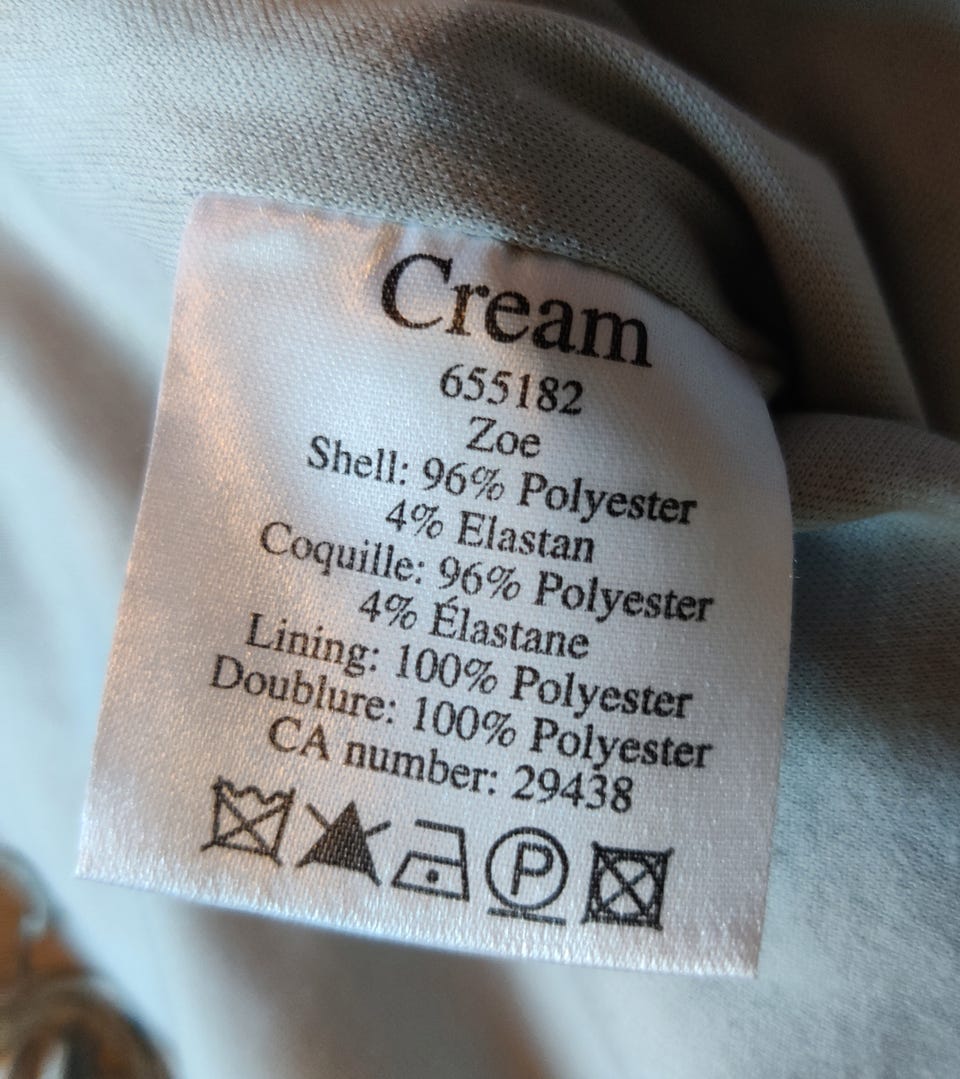 Cream
655182
Zoe
Shell: 96% Polyester
4% Elastan
Coquille: 96% Polyester
4% Élastane
Lining: 100% Polyester
Doublure: 100% Polyester
CA number: 29438
P